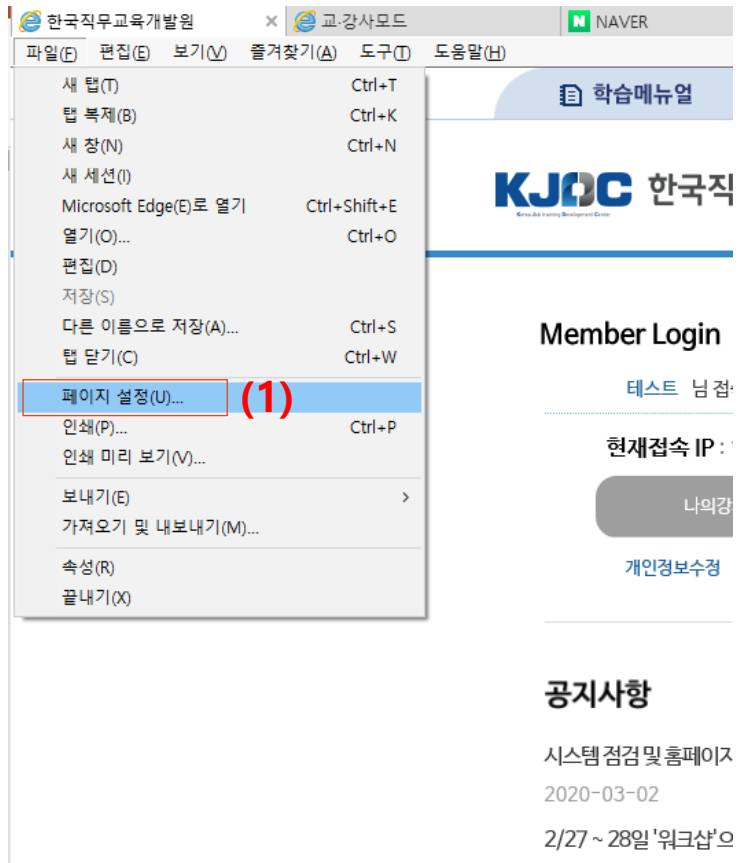 한국직무교육개발원 × 교·강사모드 NAVER
파일(F) 편집(E) 보기(V) 즐겨찾기(A) 도구(T) 도움말(H)
새 탭(T) Ctrl+T
탭 복제(B) Ctrl+K
새 창(N) Ctrl+N
새 세션(I)
Microsoft Edge(E)로 열기 Ctrl+Shift+E
열기(O)... Ctrl+O
편집(D)
저장(S)
다른 이름으로 저장(A)... Ctrl+S
탭 닫기(C) Ctrl+W
페이지 설정(U)... (1)
인쇄(P)... Ctrl+P
인쇄 미리 보기(V)...
보내기(E) >
가져오기 및 내보내기(M)...
속성(R)
끝내기(X)
학습메뉴얼
KJDC 한국직
Korea Job training Development Center
Member Login
테스트 님 접
현재접속 IP :
나의강
개인정보수정
공지사항
시스템 점검 및 홈페이지
2020-03-02
2/27 ~ 28일 '워크샵'으